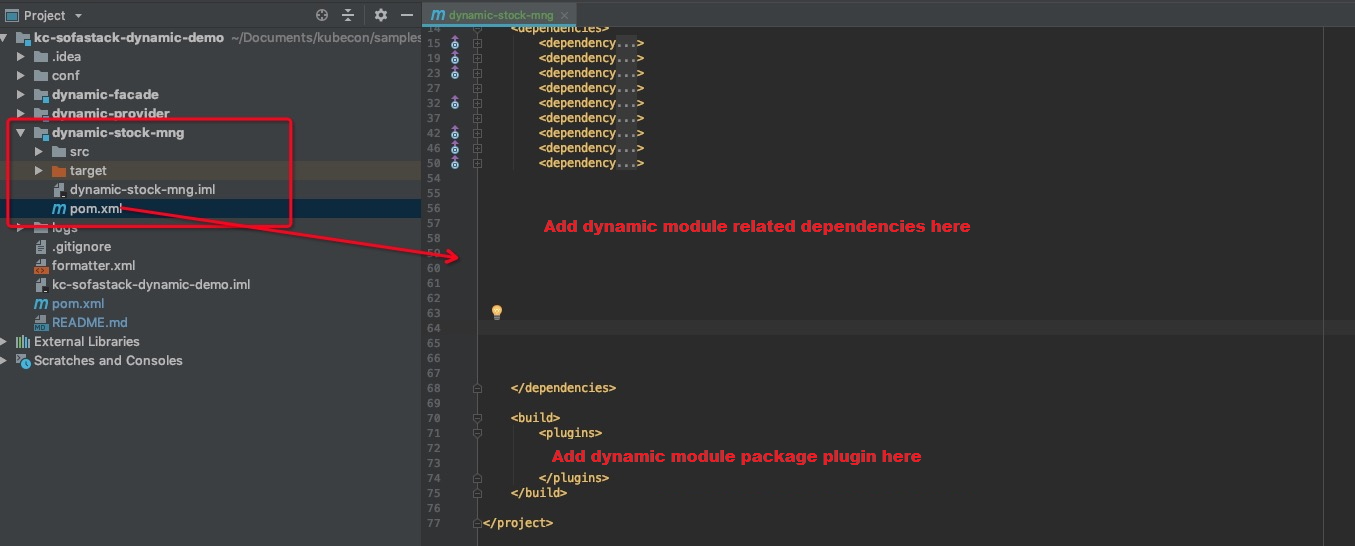 Project
kc-sofastack-dynamic-demo ~/Documents/kubecon/samples
.idea
conf
dynamic-facade
dynamic-provider
dynamic-stock-mng
src
target
dynamic-stock-mng.iml
pom.xml
logs
.gitignore
formatter.xml
kc-sofastack-dynamic-demo.iml
pom.xml
README.md
External Libraries
Scratches and Consoles
dynamic-stock-mng
14 <dependencies>
15 <dependency...>
19 <dependency...>
23 <dependency...>
27 <dependency...>
32 <dependency...>
37 <dependency...>
42 <dependency...>
46 <dependency...>
50 <dependency...>
54
55
56
57 Add dynamic module related dependencies here
58
59
60
61
62
63
64
65
66
67
68 </dependencies>
69
70 <build>
71 <plugins>
72
Add dynamic module package plugin here
73
74 </plugins>
75 </build>
76
77 </project>